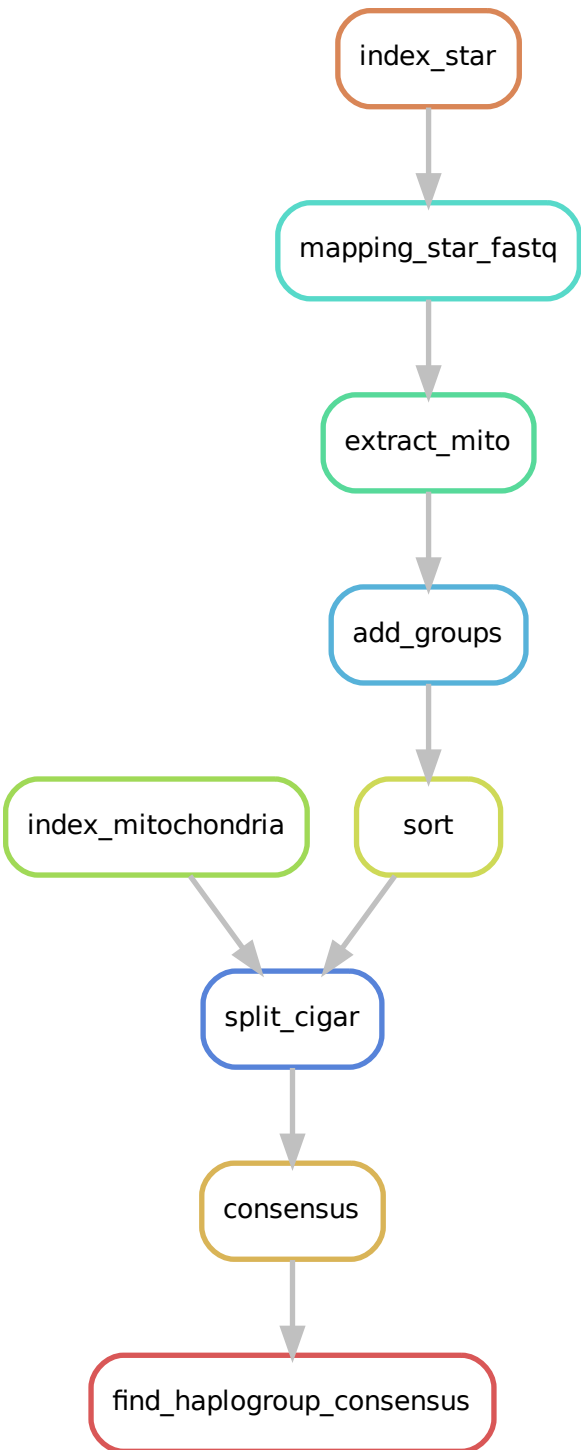 index_star
mapping_star_fastq
extract_mito
add_groups
index_mitochondria
sort
split_cigar
consensus
find_haplogroup_consensus